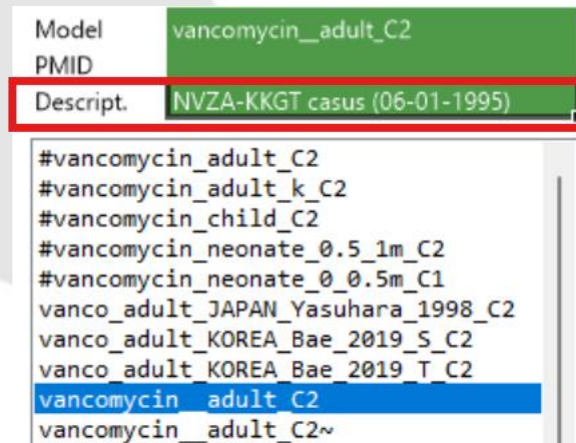 Model vancomycin__adult_C2
PMID
Descript. NVZA-KKGT casus (06-01-1995)
#vancomycin_adult_C2
#vancomycin_adult_k_C2
#vancomycin_child_C2
#vancomycin_neonate_0.5_1m_C2
#vancomycin_neonate_0_0.5m_C1
vanco_adult_JAPAN_Yasuhara_1998_C2
vanco_adult_KOREA_Bae_2019_S_C2
vanco_adult_KOREA_Bae_2019_T_C2
vancomycin__adult_C2
vancomycin__adult_C2~